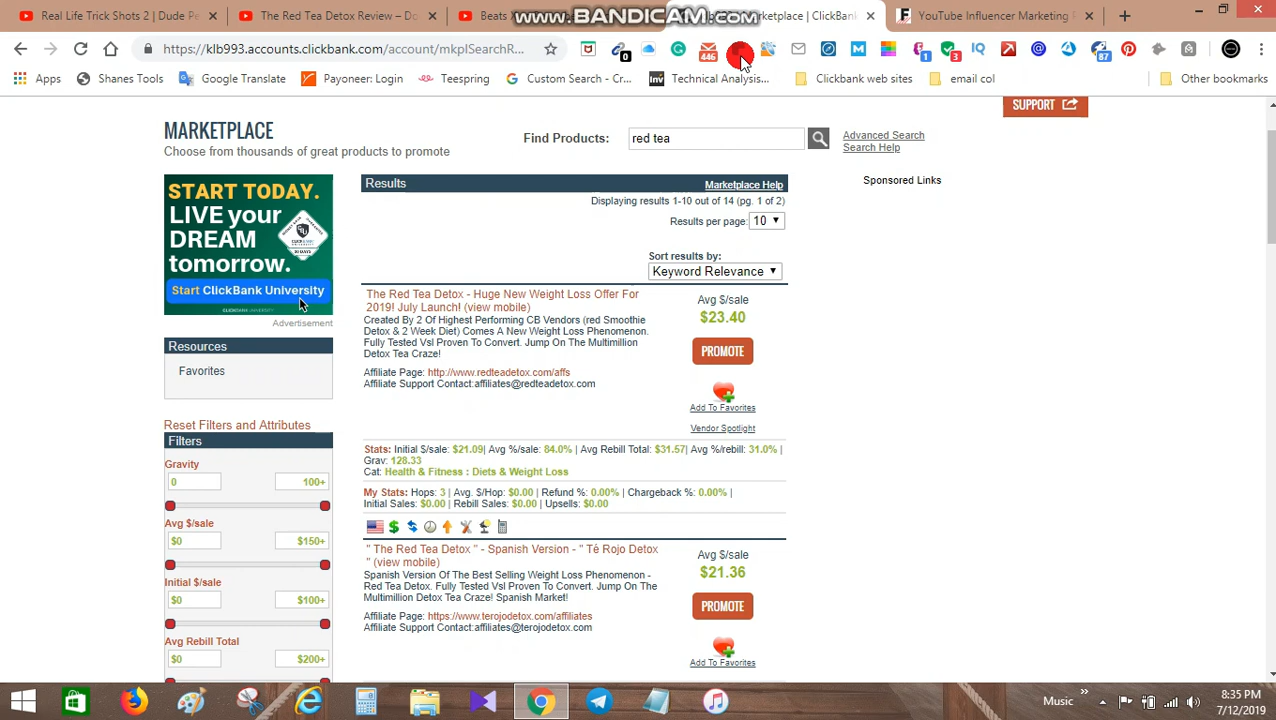 Real Life Trick Shots 2 | Dude Pe
The Red Tea Detox Review – Do
Beats X
www.BANDICAM.com
rketplace | ClickBan
YouTube Influencer Marketing
https://klb993.accounts.clickbank.com/account/mkplSearchR...
0
446
1
3
IQ
87
Apps
Shanes Tools
Google Translate
Payoneer: Login
Teespring
Custom Search - Cr...
Inv
Technical Analysis...
Clickbank web sites
email col
Other bookmarks
SUPPORT
MARKETPLACE
Choose from thousands of great products to promote
Find Products:
red tea
Advanced Search
Search Help
START TODAY.
LIVE your
DREAM
tomorrow.
Start ClickBank University
CLICKBANK UNIVERSITY
Advertisement
Results
Marketplace Help
Sponsored Links
Displaying results 1-10 out of 14 (pg. 1 of 2)
Results per page: 10
Sort results by:
Keyword Relevance
The Red Tea Detox - Huge New Weight Loss Offer For
2019! July Launch! (view mobile)
Created By 2 Of Highest Performing CB Vendors (red Smoothie
Detox & 2 Week Diet) Comes A New Weight Loss Phenomenon.
Fully Tested Vsl Proven To Convert. Jump On The Multimillion
Detox Tea Craze!
Avg $/sale
$23.40
PROMOTE
Affiliate Page: http://www.redteadetox.com/affs
Affiliate Support Contact:affiliates@redteadetox.com
Add To Favorites
Vendor Spotlight
Stats: Initial $/sale: $21.09| Avg %/sale: 84.0% | Avg Rebill Total: $31.57| Avg %/rebill: 31.0% |
Grav: 128.33
Cat: Health & Fitness : Diets & Weight Loss
My Stats: Hops: 3 | Avg. $/Hop: $0.00 | Refund %: 0.00% | Chargeback %: 0.00% |
Initial Sales: $0.00 | Rebill Sales: $0.00 | Upsells: $0.00
" The Red Tea Detox " - Spanish Version - " Té Rojo Detox
" (view mobile)
Spanish Version Of The Best Selling Weight Loss Phenomenon -
Red Tea Detox. Fully Tested Vsl Proven To Convert. Jump On The
Multimillion Detox Tea Craze! Spanish Market!
Avg $/sale
$21.36
PROMOTE
Affiliate Page: https://www.terojodetox.com/affiliates
Affiliate Support Contact:affiliates@terojodetox.com
Add To Favorites
Resources
Favorites
Reset Filters and Attributes
Filters
Gravity
0
100+
Avg $/sale
$0
$150+
Initial $/sale
$0
$100+
Avg Rebill Total
$0
$200+
Music
8:35 PM
7/12/2019